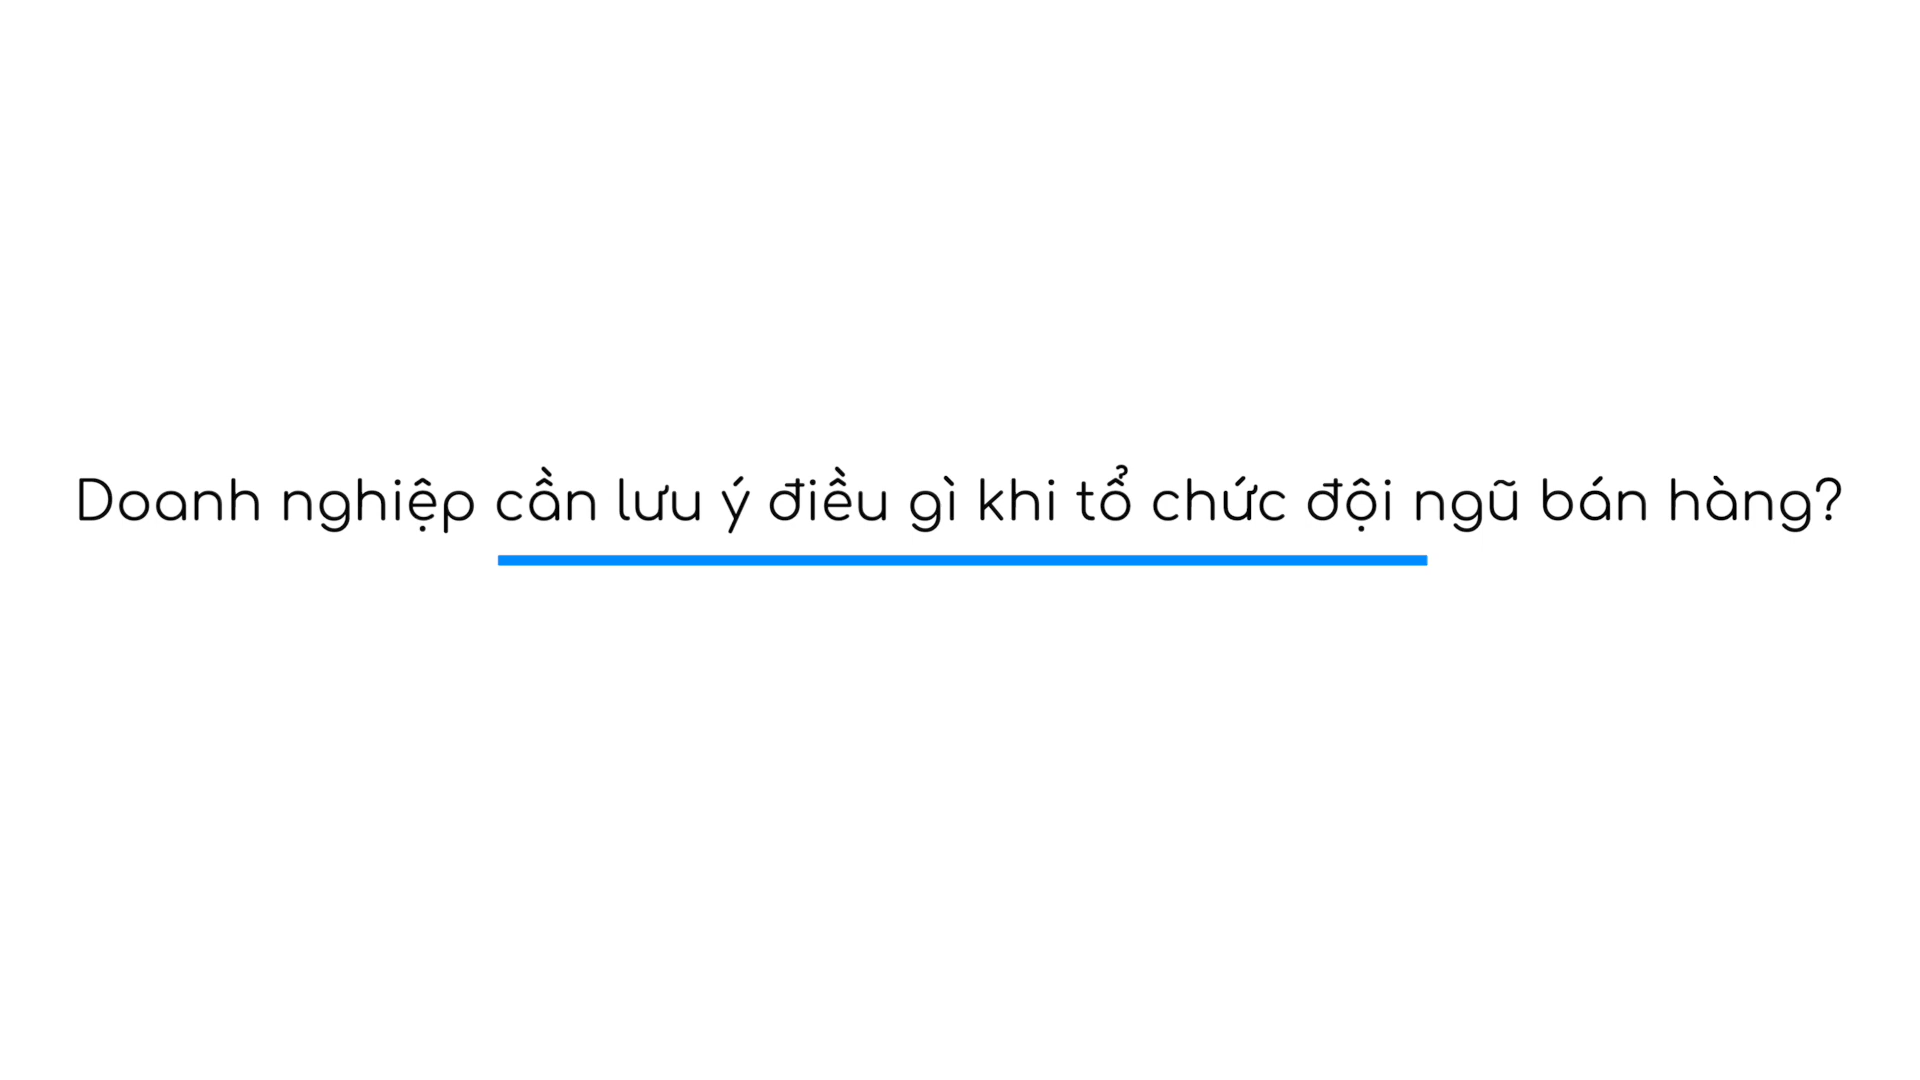 Doanh nghiệp cần lưu ý điều gì khi tổ chức đội ngũ bán hàng?